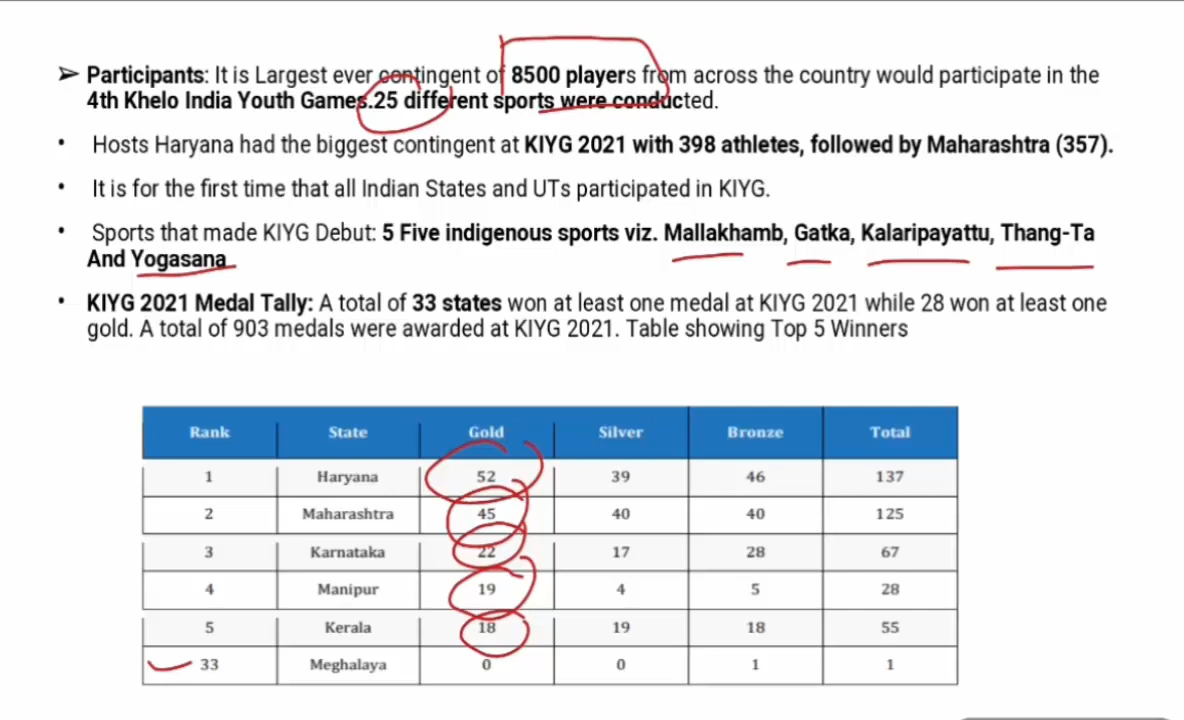 ➢ Participants: It is Largest ever contingent of 8500 players from across the country would participate in the
4th Khelo India Youth Games.25 different sports were conducted.
• Hosts Haryana had the biggest contingent at KIYG 2021 with 398 athletes, followed by Maharashtra (357).
• It is for the first time that all Indian States and UTs participated in KIYG.
• Sports that made KIYG Debut: 5 Five indigenous sports viz. Mallakhamb, Gatka, Kalaripayattu, Thang-Ta
And Yogasana
• KIYG 2021 Medal Tally: A total of 33 states won at least one medal at KIYG 2021 while 28 won at least one
gold. A total of 903 medals were awarded at KIYG 2021. Table showing Top 5 Winners
Rank State Gold Silver Bronze Total
1 Haryana 52 39 46 137
2 Maharashtra 45 40 40 125
3 Karnataka 22 17 28 67
4 Manipur 19 4 5 28
5 Kerala 18 19 18 55
33 Meghalaya 0 0 1 1